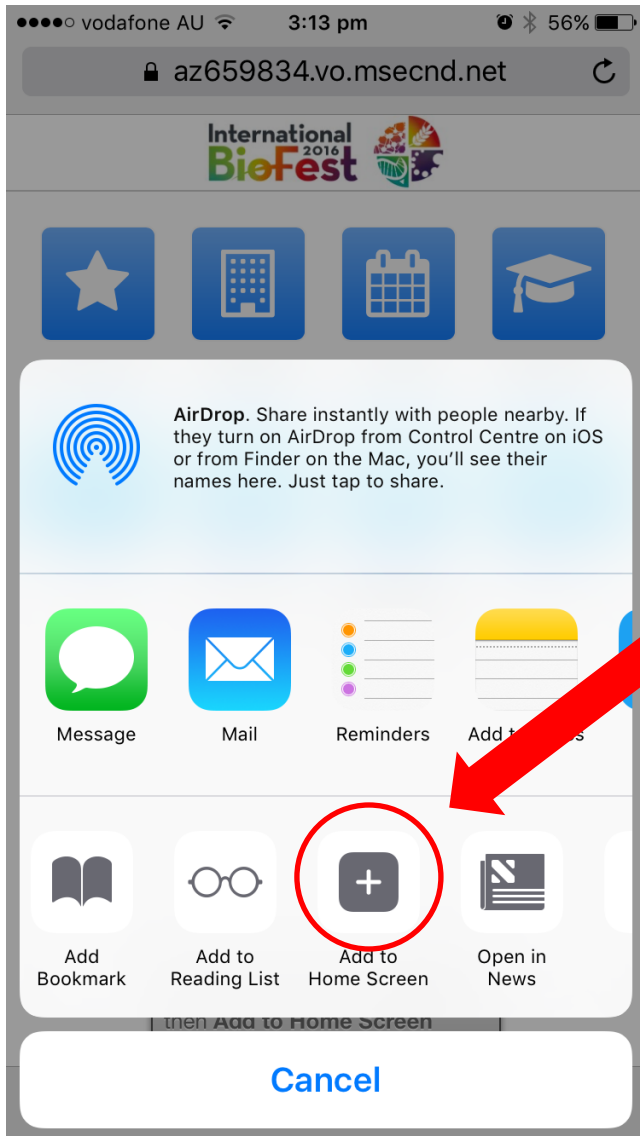 vodafone AU 3:13 pm 56%
az659834.vo.msecnd.net
International
2016
BioFest
AirDrop. Share instantly with people nearby. If
they turn on AirDrop from Control Centre on iOS
or from Finder on the Mac, you'll see their
names here. Just tap to share.
Message Mail Reminders Add
Add Bookmark Add to Reading List Add to Home Screen Open in News
then Add to Home Screen
Cancel